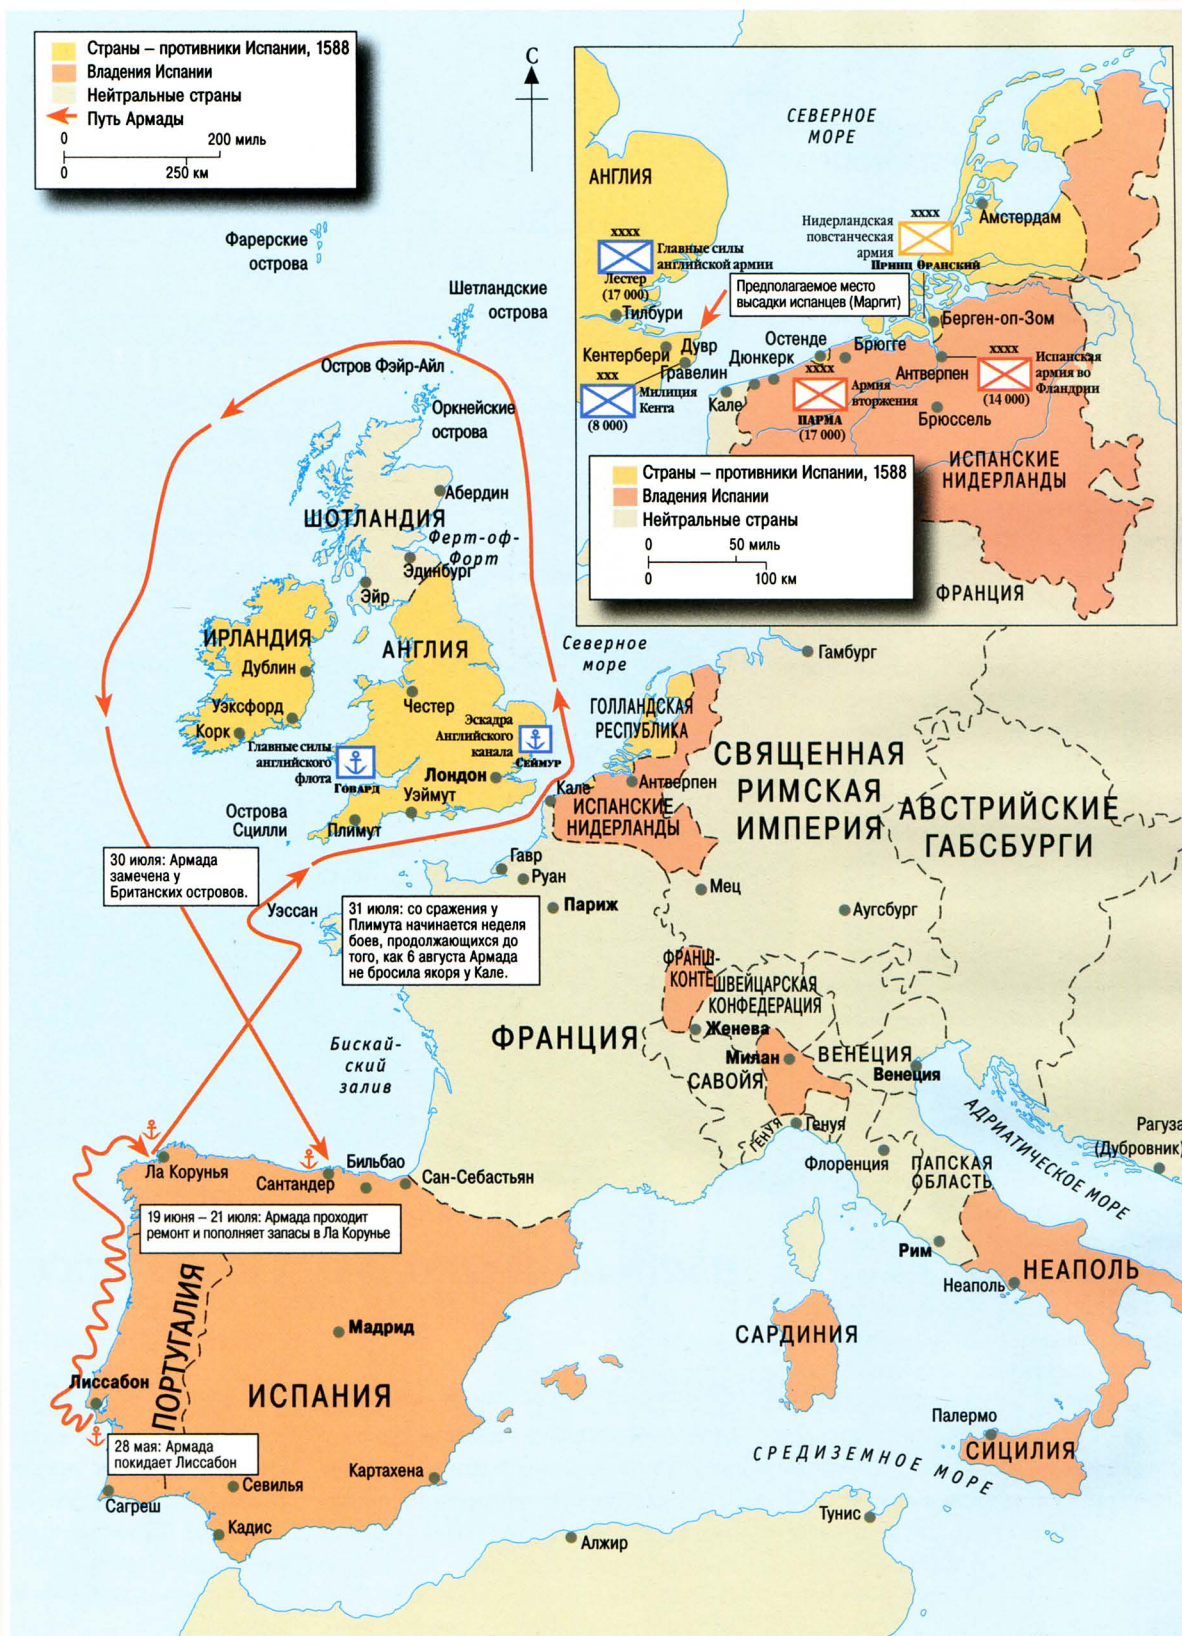 Страны – противники Испании, 1588
Владения Испании
Нейтральные страны
Путь Армады
0
200 миль
0
250 км
С
Фарерские
острова
Шетландские
острова
Остров Фэйр-Айл
Оркнейские
острова
Абердин
ШОТЛАНДИЯ
Ферт-оф-
Форт
Эдинбург
Эйр
ИРЛАНДИЯ
Дублин
Уэксфорд
Корк
АНГЛИЯ
Честер
Эскадра
Английского
канала
Сеймур
Главные силы
английского
флота
Говард
Лондон
Уэймут
Плимут
Острова
Сцилли
30 июля: Армада
замечена у
Британских островов.
Уэссан
31 июля: со сражения у
Плимута начинается неделя
боев, продолжающихся до
того, как 6 августа Армада
не бросила якоря у Кале.
Северное
море
Гамбург
ГОЛЛАНДСКАЯ
РЕСПУБЛИКА
Кале
Антверпен
ИСПАНСКИЕ
НИДЕРЛАНДЫ
СВЯЩЕННАЯ
РИМСКАЯ
ИМПЕРИЯ
АВСТРИЙСКИЕ
ГАБСБУРГИ
Гавр
Руан
Париж
Мец
Аугсбург
ФРАНШ-
КОНТЕ
ШВЕЙЦАРСКАЯ
КОНФЕДЕРАЦИЯ
Женева
ФРАНЦИЯ
Милан
САВОЙЯ
ВЕНЕЦИЯ
Венеция
Бискай-
ский
залив
ГЕНУЯ
Генуя
Флоренция
ПАПСКАЯ
ОБЛАСТЬ
АДРИАТИЧЕСКОЕ МОРЕ
Рагуза
(Дубровник)
Рим
Неаполь
НЕАПОЛЬ
Ла Корунья
Сантандер
Бильбао
Сан-Себастьян
19 июня – 21 июля: Армада проходит
ремонт и пополняет запасы в Ла Корунье
ПОРТУГАЛИЯ
Мадрид
ИСПАНИЯ
Лиссабон
28 мая: Армада
покидает Лиссабон
Сагреш
Севилья
Кадис
Картахена
САРДИНИЯ
Палермо
СИЦИЛИЯ
СРЕДИЗЕМНОЕ МОРЕ
Алжир
Тунис
СЕВЕРНОЕ
МОРЕ
АНГЛИЯ
XXXX
Главные силы
английской армии
Лестер
(17 000)
Тилбури
Кентербери
Дувр
Гравелин
XXX
Милиция
Кента
(8 000)
Нидерландская
повстанческая
армия
XXXX
Принц Оранский
Амстердам
Предполагаемое место
высадки испанцев (Маргит)
Берген-оп-Зом
Остенде
Брюгге
Дюнкерк
Кале
XXXX
Армия
вторжения
ПАРМА
(17 000)
Антверпен
XXXX
Испанская
армия во
Фландрии
(14 000)
Брюссель
ИСПАНСКИЕ
НИДЕРЛАНДЫ
Страны – противники Испании, 1588
Владения Испании
Нейтральные страны
0
50 миль
0
100 км
ФРАНЦИЯ